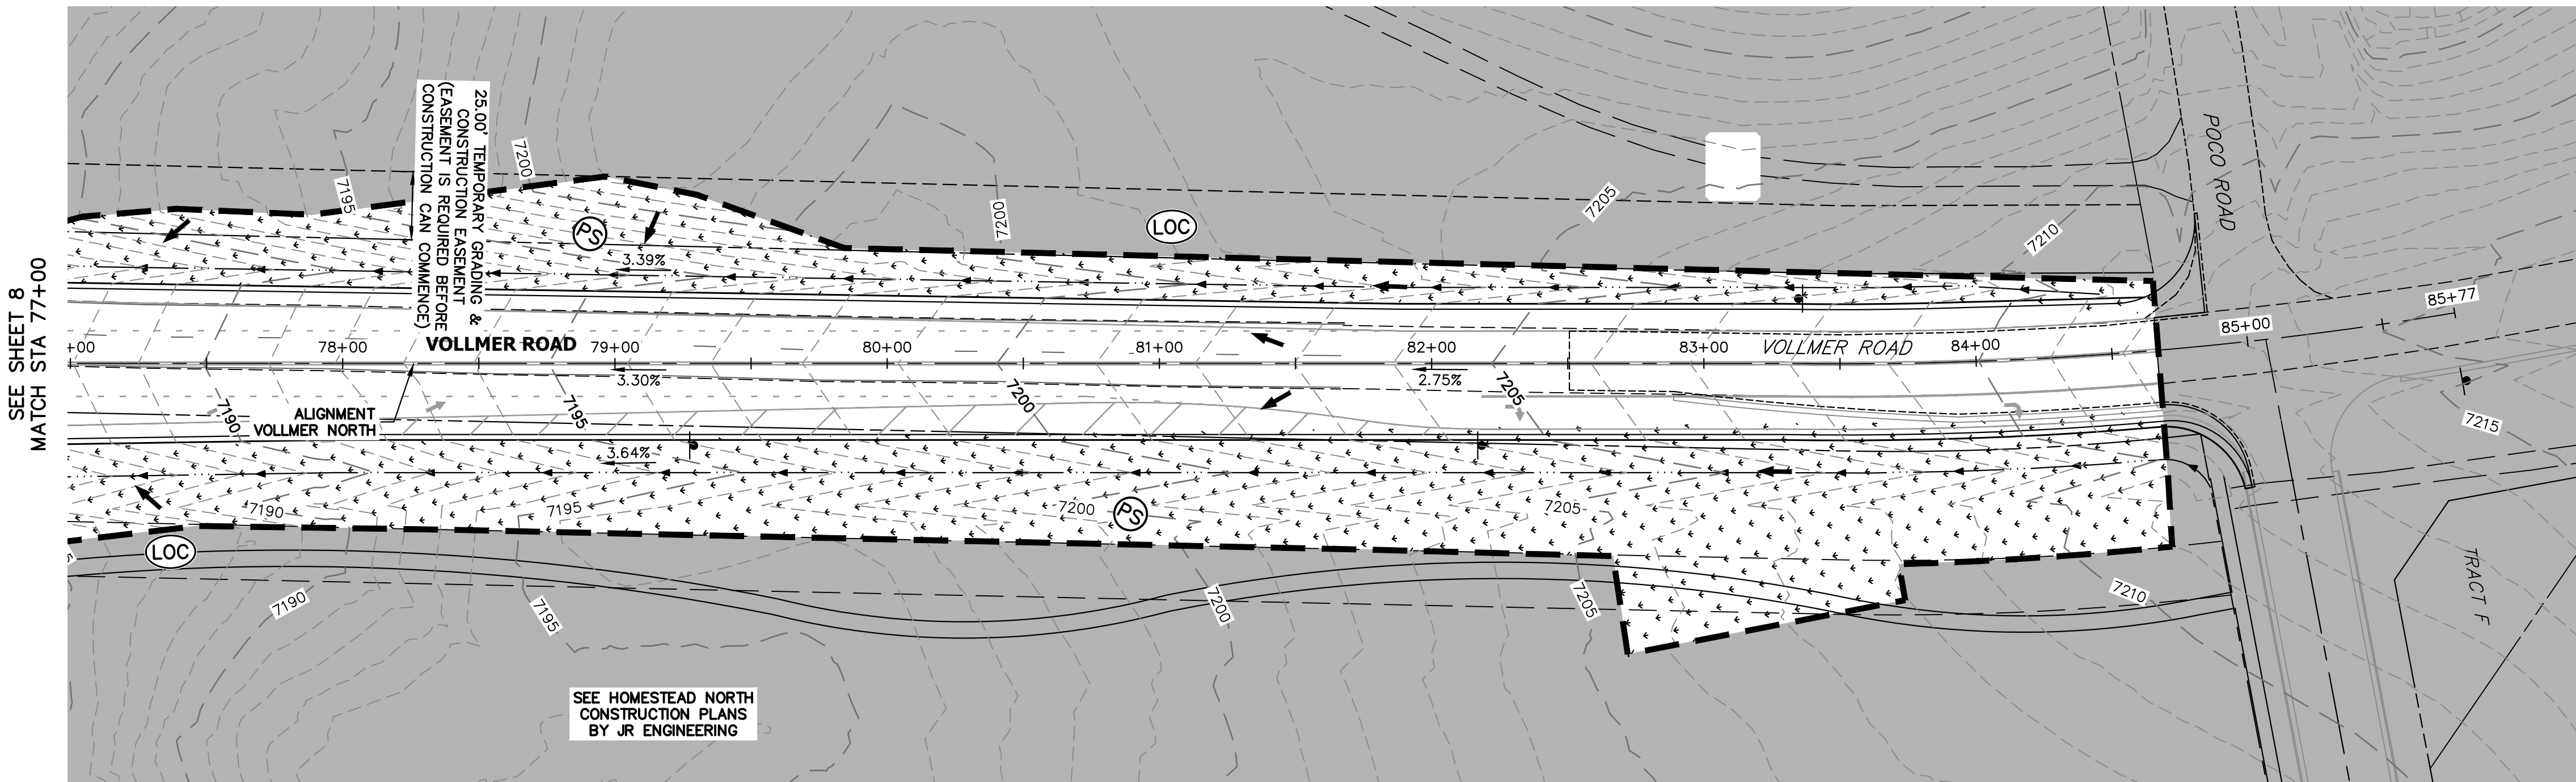 SEE SHEET 8
MATCH STA 77+00
25.00' TEMPORARY GRADING &
CONSTRUCTION EASEMENT
(EASEMENT IS REQUIRED BEFORE
CONSTRUCTION CAN COMMENCE)
7195
7200
7200
7205
7210
POCO ROAD
LOC
PS
3.39%
+00
78+00
VOLLMER ROAD
79+00
80+00
81+00
82+00
83+00
VOLLMER ROAD
84+00
85+00
85+77
3.30%
2.75%
7190
7195
7200
7205
7215
ALIGNMENT
VOLLMER NORTH
3.64%
7190
7195
7200
PS
7205
LOC
7190
7195
7200
7205
7210
TRACT F
SEE HOMESTEAD NORTH
CONSTRUCTION PLANS
BY JR ENGINEERING